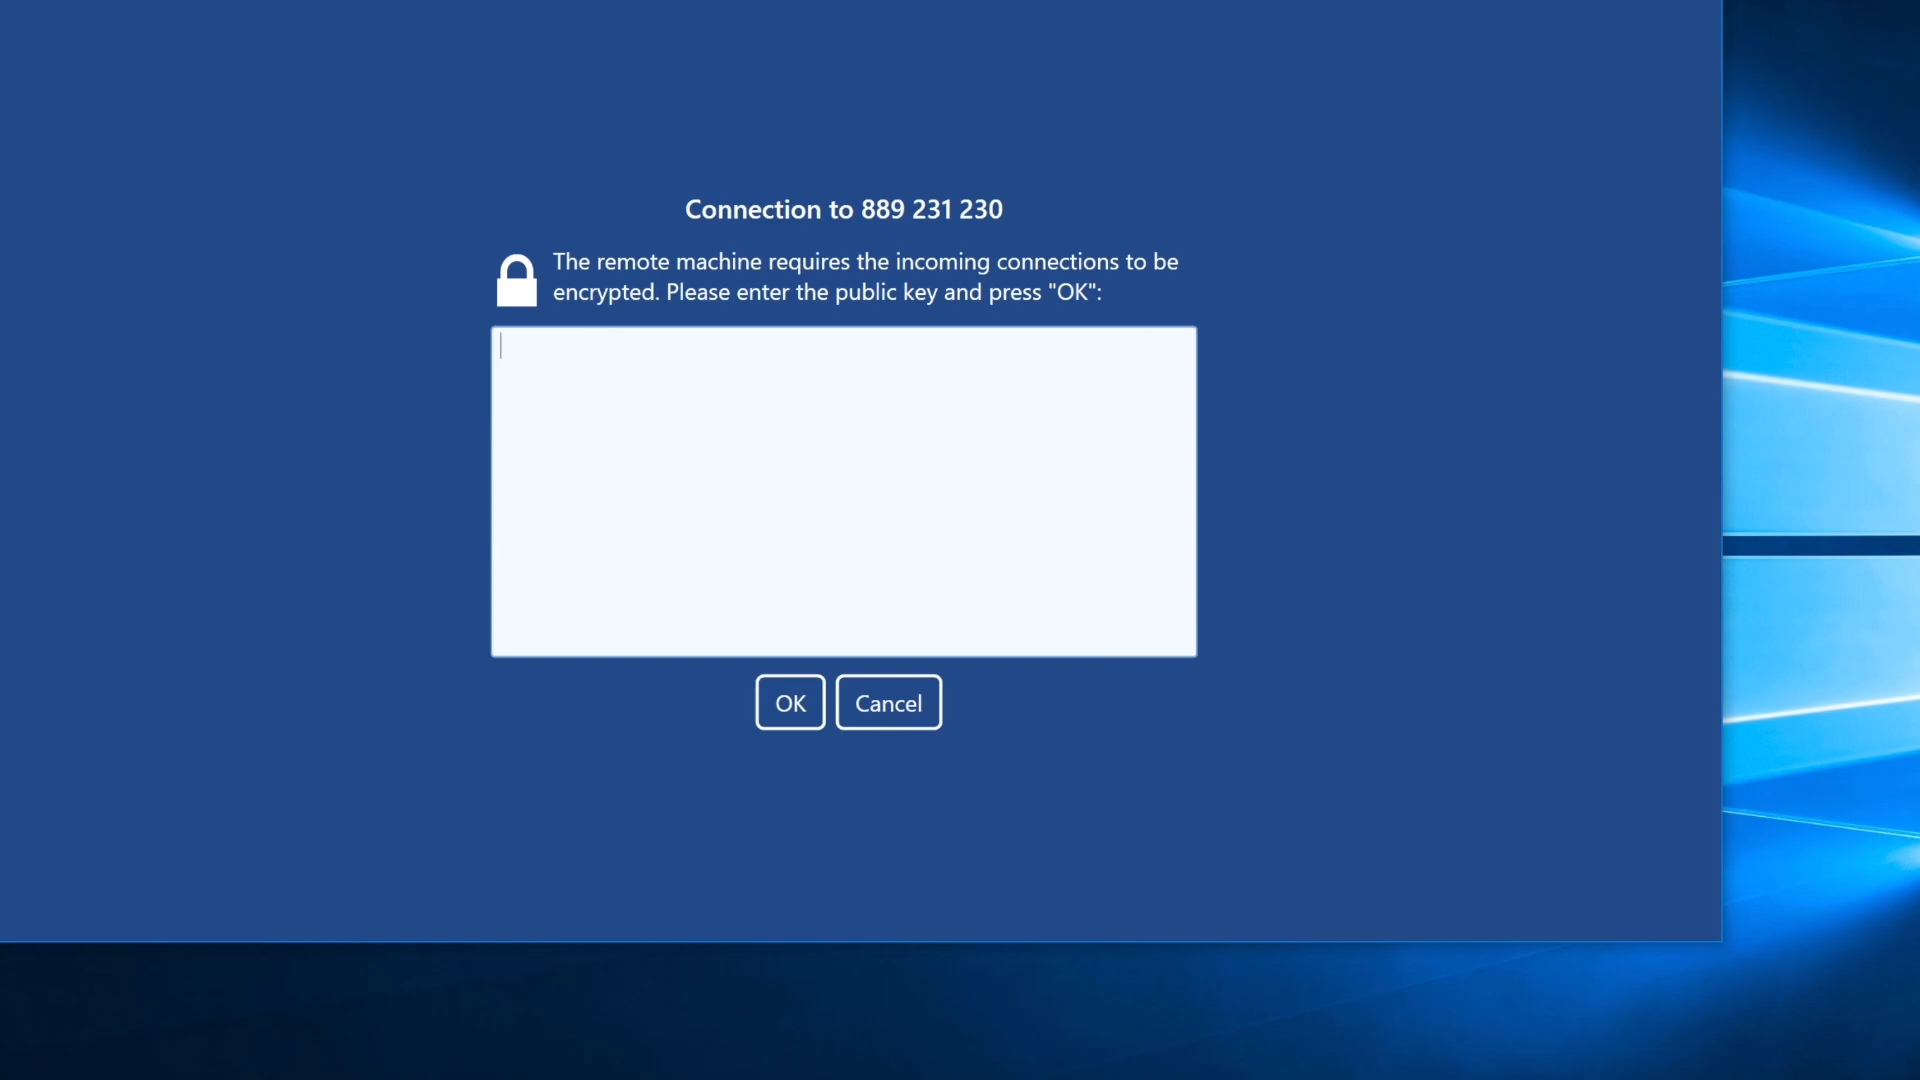 Connection to 889 231 230
The remote machine requires the incoming connections to be
encrypted. Please enter the public key and press "OK":
OK Cancel